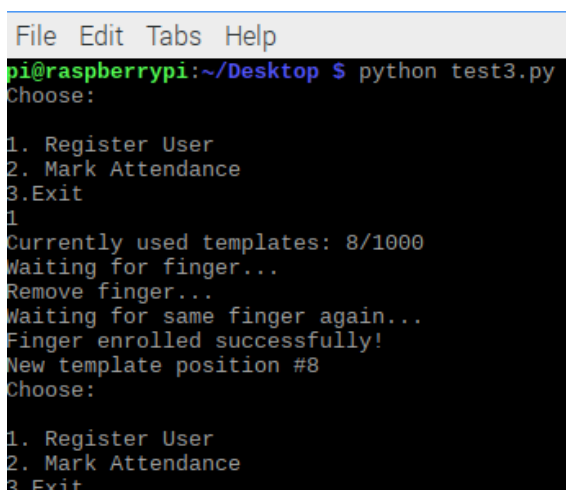 File Edit Tabs Help
pi@raspberrypi:~/Desktop $ python test3.py
Choose:
1. Register User
2. Mark Attendance
3.Exit
1
Currently used templates: 8/1000
Waiting for finger...
Remove finger...
Waiting for same finger again...
Finger enrolled successfully!
New template position #8
Choose:
1. Register User
2. Mark Attendance
3.Exit